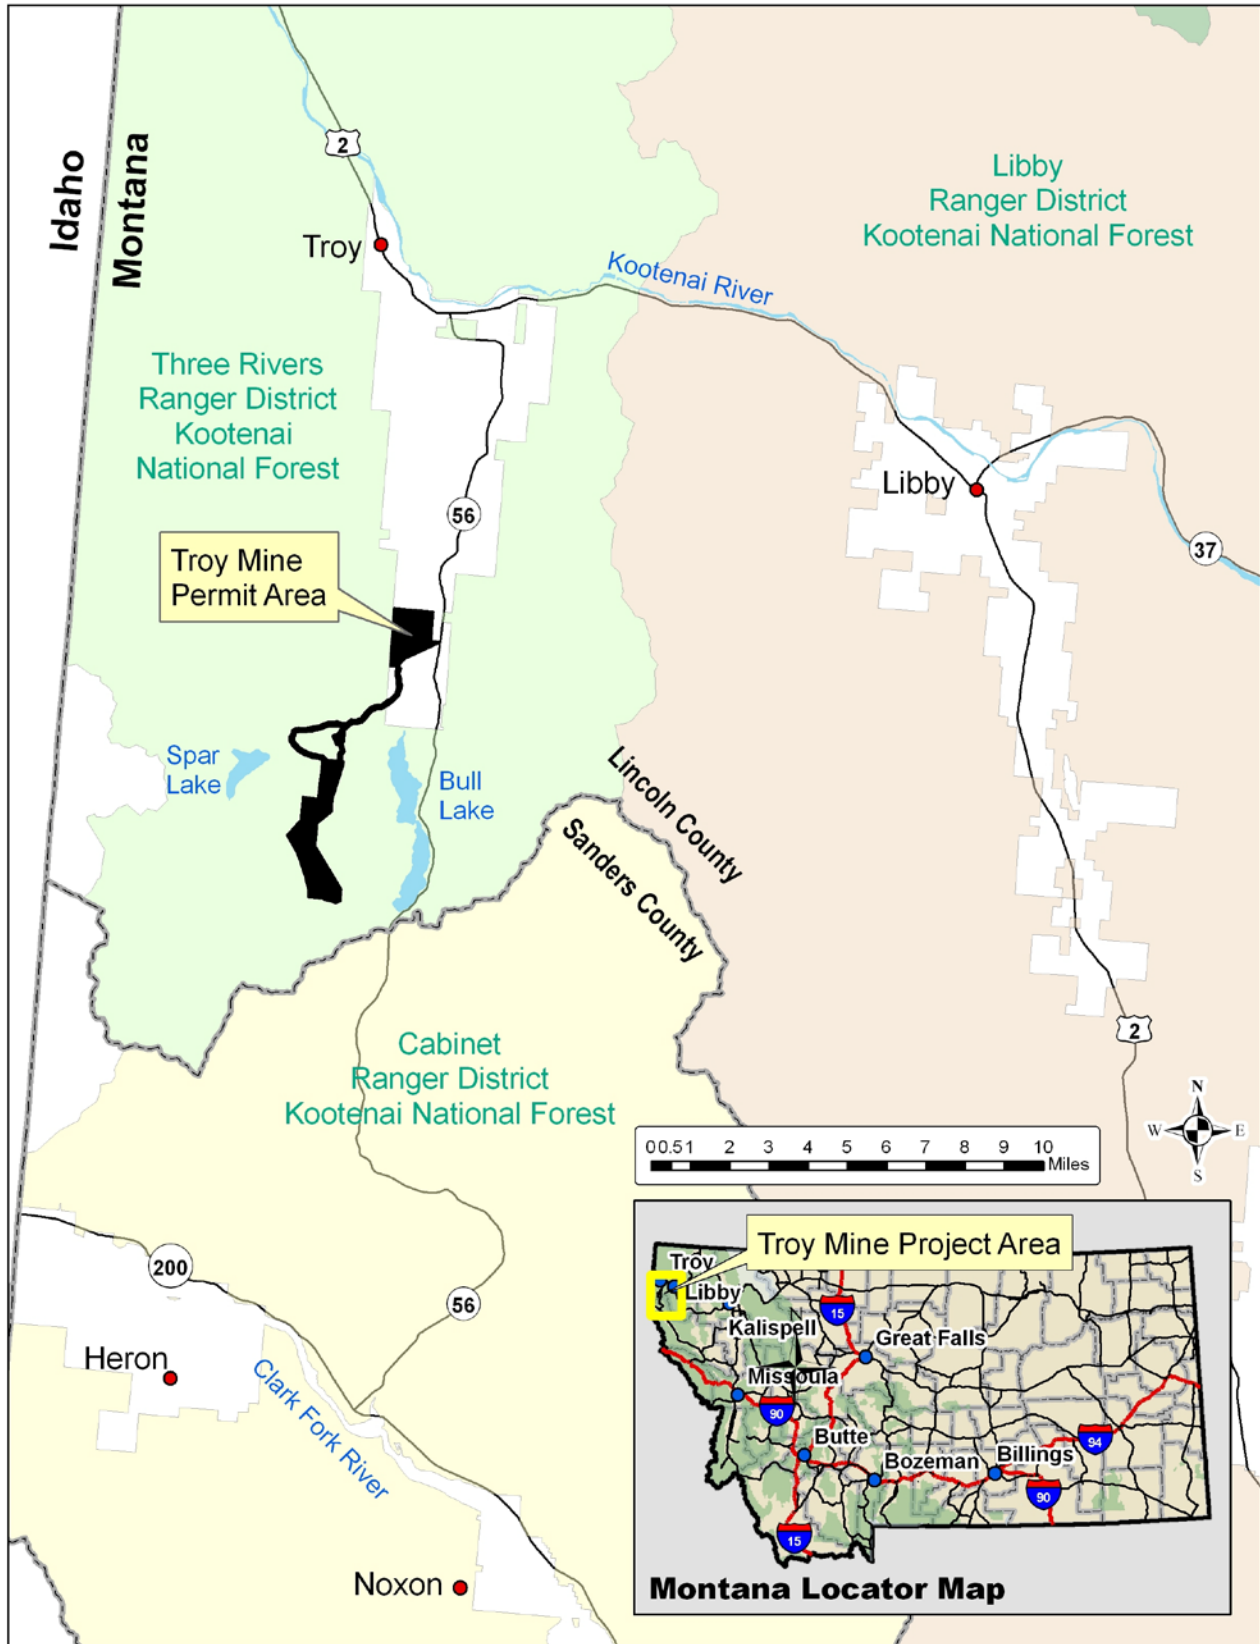 Idaho
Montana
2
Libby
Ranger District
Kootenai National Forest
Troy
Kootenai River
Three Rivers
Ranger District
Kootenai
National Forest
Libby
56
37
Troy Mine
Permit Area
Spar
Lake
Bull
Lake
Lincoln County
Sanders County
2
Cabinet
Ranger District
Kootenai National Forest
N
W E
S
0 0.5 1 2 3 4 5 6 7 8 9 10
Miles
200
56
Heron
Clark Fork River
Noxon
Troy Mine Project Area
Troy
Libby
15
Kalispell
Great Falls
Missoula
90
Butte
94
Bozeman
Billings
90
15
Montana Locator Map